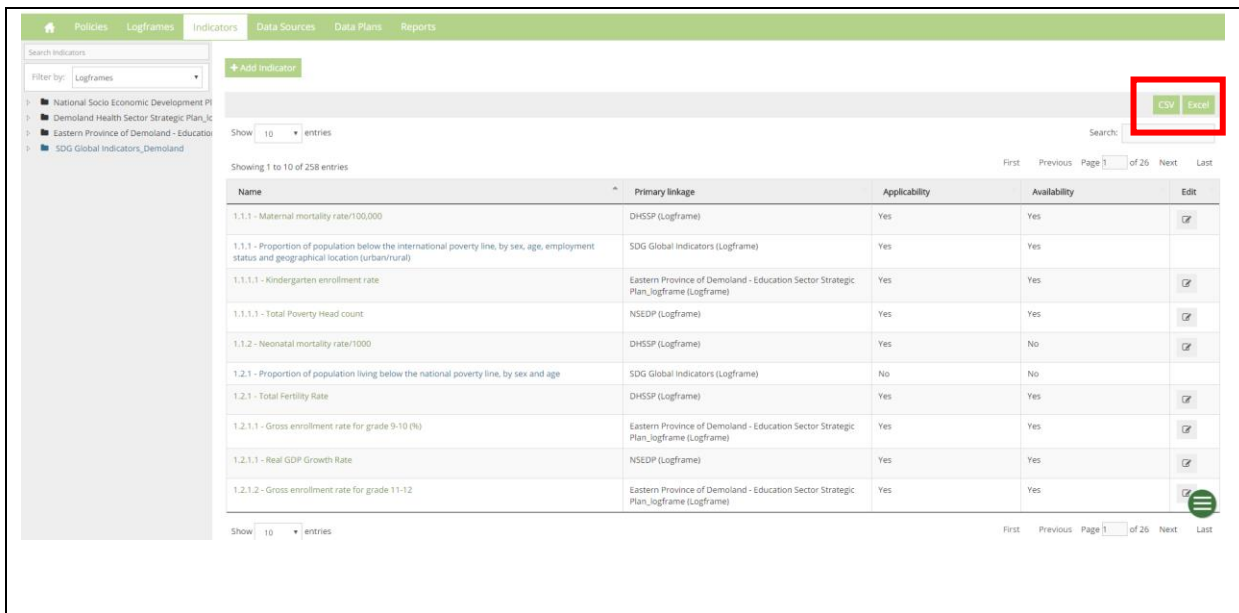 Policies Logframes Indicators Data Sources Data Plans Reports
Search Indicators
Filter by: Logframes
National Socio Economic Development Pl
Demoland Health Sector Strategic Plan_lo
Eastern Province of Demoland - Education
SDG Global Indicators_Demoland
+ Add Indicator
CSV Excel
Show 10 entries
Search:
Showing 1 to 10 of 258 entries
First Previous Page 1 of 26 Next Last
Name Primary linkage Applicability Availability Edit
1.1.1 - Maternal mortality rate/100,000 DHSSP (Logframe) Yes Yes
1.1.1 - Proportion of population below the international poverty line, by sex, age, employment SDG Global Indicators (Logframe) Yes Yes
status and geographical location (urban/rural)
1.1.1.1 - Kindergarten enrollment rate Eastern Province of Demoland - Education Sector Strategic Yes Yes
Plan_logframe (Logframe)
1.1.1.1 - Total Poverty Head count NSEDP (Logframe) Yes Yes
1.1.2 - Neonatal mortality rate/1000 DHSSP (Logframe) Yes No
1.2.1 - Proportion of population living below the national poverty line, by sex and age SDG Global Indicators (Logframe) No No
1.2.1 - Total Fertility Rate DHSSP (Logframe) Yes Yes
1.2.1.1 - Gross enrollment rate for grade 9-10 (%) Eastern Province of Demoland - Education Sector Strategic Yes Yes
Plan_logframe (Logframe)
1.2.1.1 - Real GDP Growth Rate NSEDP (Logframe) Yes Yes
1.2.1.2 - Gross enrollment rate for grade 11-12 Eastern Province of Demoland - Education Sector Strategic Yes Yes
Plan_logframe (Logframe)
Show 10 entries
First Previous Page 1 of 26 Next Last